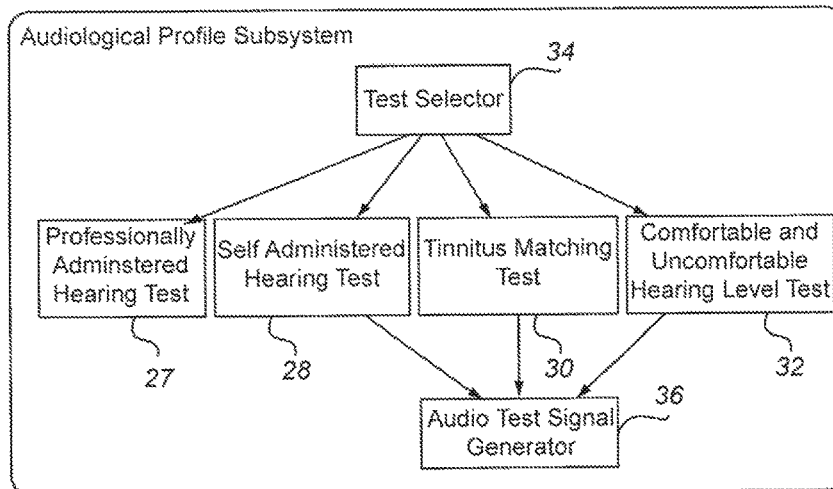 Audiological Profile Subsystem
34
Test Selector
Professionally
Adminstered
Hearing Test
Self Administered
Hearing Test
Tinnitus Matching
Test
Comfortable and
Uncomfortable
Hearing Level Test
27
28
30
32
Audio Test Signal
Generator
36